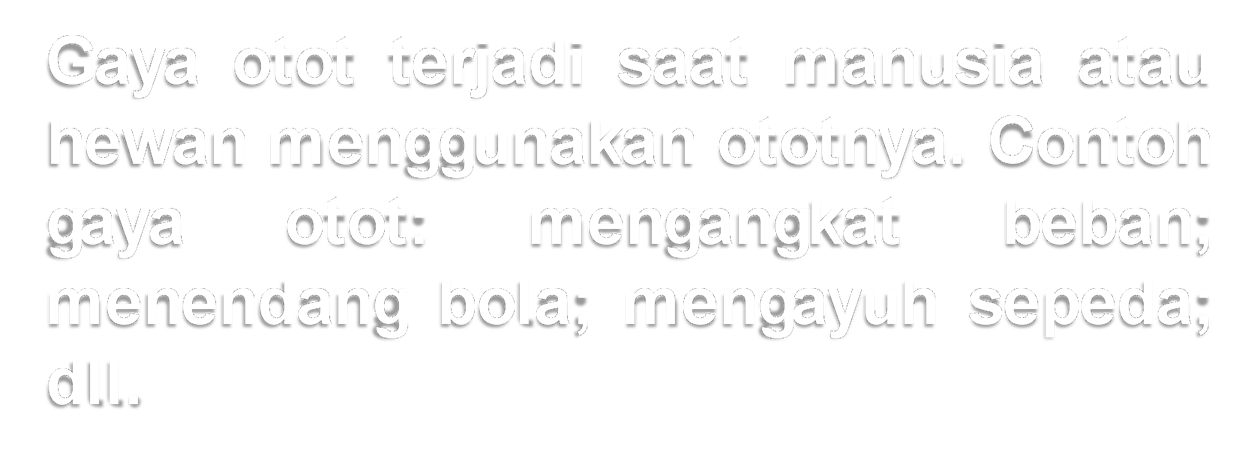 Gaya otot terjadi saat manusia atau
hewan menggunakan ototnya. Contoh
gaya otot: mengangkat beban;
menendang bola; mengayuh sepeda;
dll.